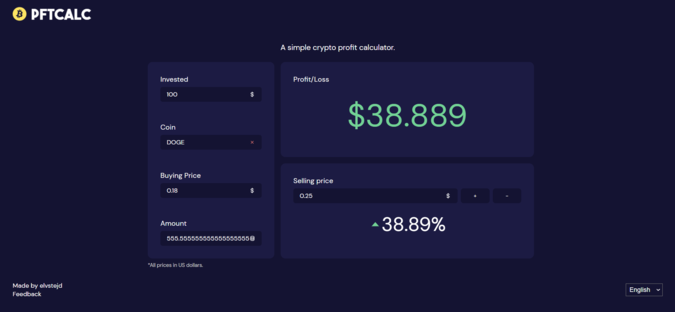 PFTCALC
A simple crypto profit calculator.
Invested
100 $
Coin
DOGE ×
Buying Price
0.18 $
Amount
555.5555555555555555555
*All prices in US dollars.
Profit/Loss
$38.889
Selling price
0.25 $ + -
38.89%
Made by elvstejd
Feedback
English